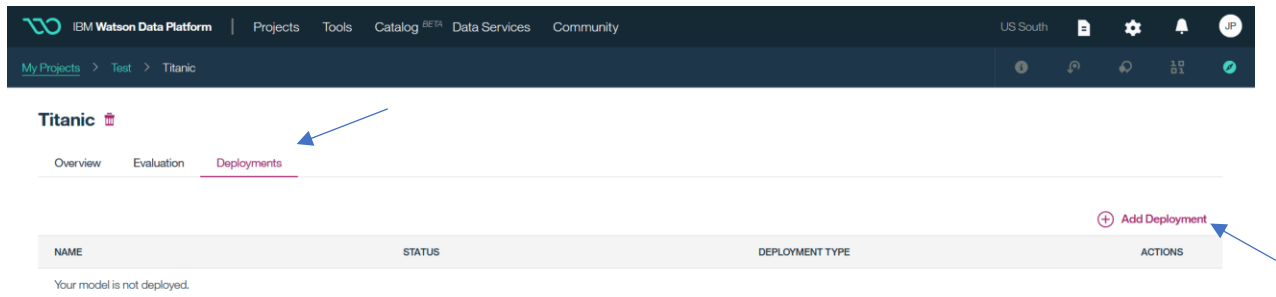 IBM Watson Data Platform | Projects Tools Catalog BETA Data Services Community US South JP
My Projects > Test > Titanic
Titanic
Overview Evaluation Deployments
Add Deployment
NAME STATUS DEPLOYMENT TYPE ACTIONS
Your model is not deployed.